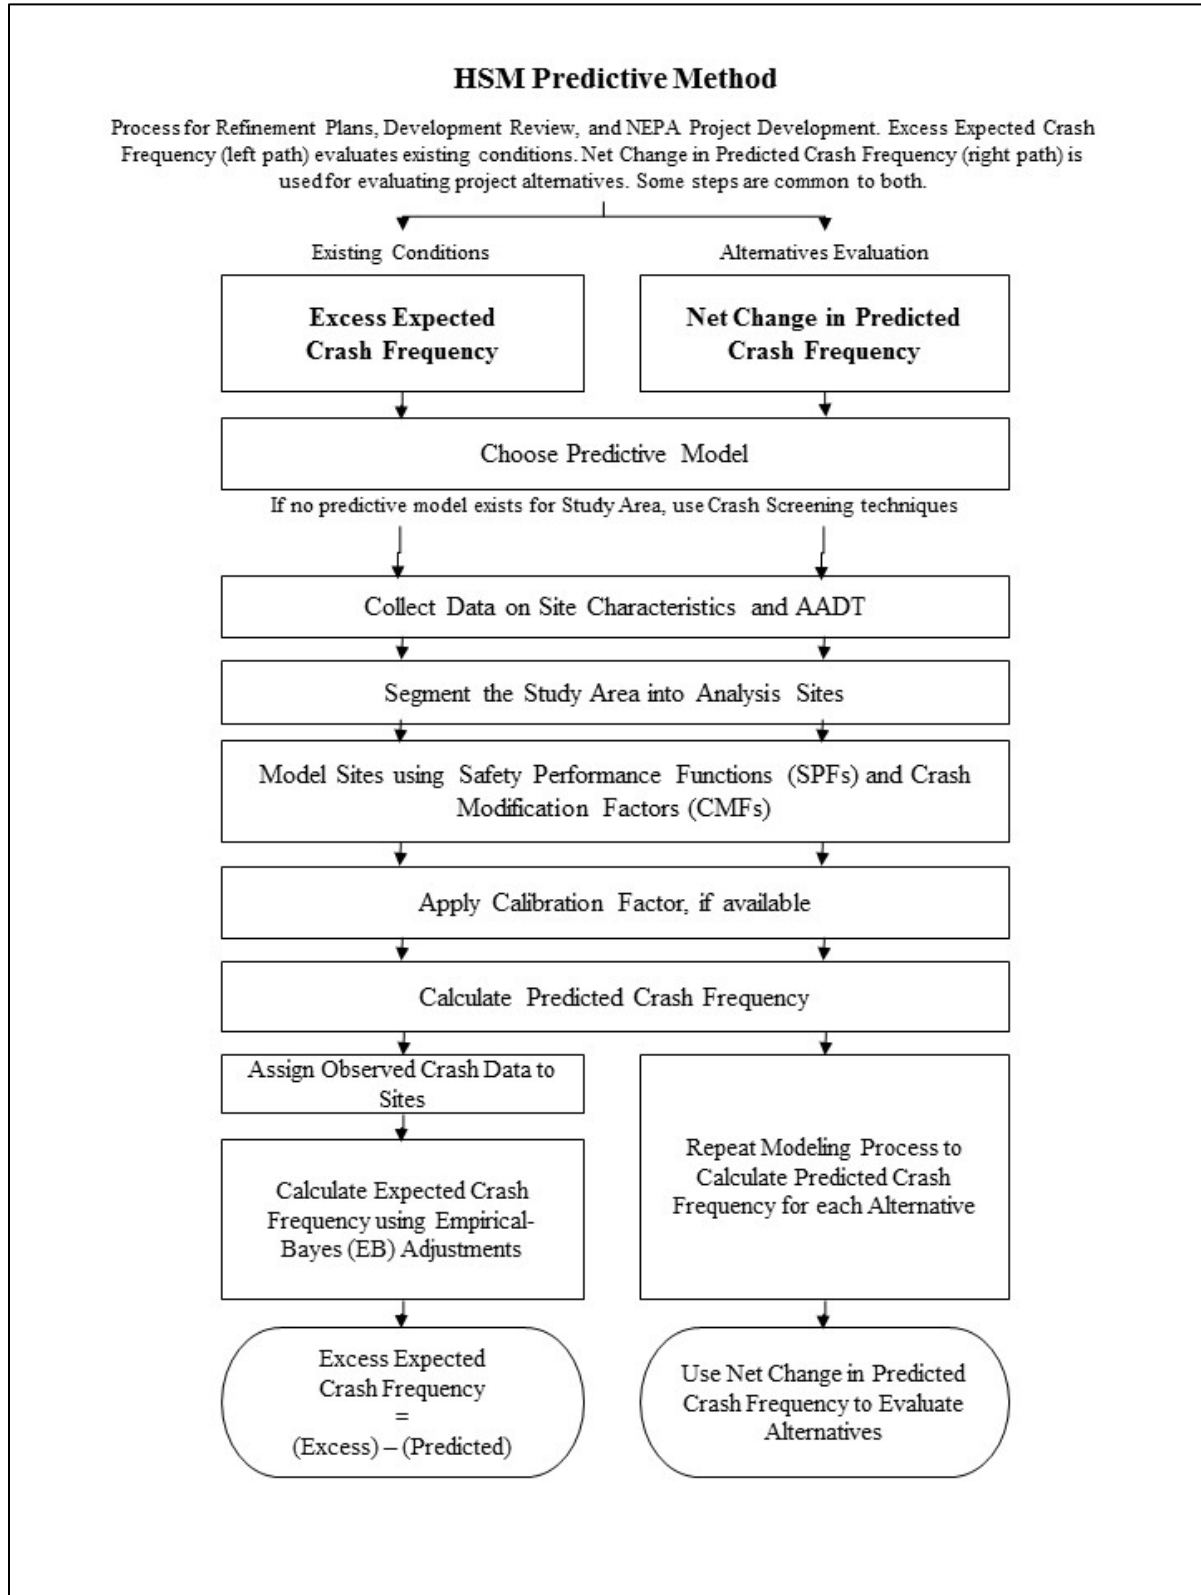 HSM Predictive Method
Process for Refinement Plans, Development Review, and NEPA Project Development. Excess Expected Crash
Frequency (left path) evaluates existing conditions. Net Change in Predicted Crash Frequency (right path) is
used for evaluating project alternatives. Some steps are common to both.
Existing Conditions
Alternatives Evaluation
Excess Expected
Crash Frequency
Net Change in Predicted
Crash Frequency
Choose Predictive Model
If no predictive model exists for Study Area, use Crash Screening techniques
Collect Data on Site Characteristics and AADT
Segment the Study Area into Analysis Sites
Model Sites using Safety Performance Functions (SPFs) and Crash
Modification Factors (CMFs)
Apply Calibration Factor, if available
Calculate Predicted Crash Frequency
Assign Observed Crash Data to
Sites
Calculate Expected Crash
Frequency using Empirical-
Bayes (EB) Adjustments
Repeat Modeling Process to
Calculate Predicted Crash
Frequency for each Alternative
Excess Expected
Crash Frequency
=
(Excess) – (Predicted)
Use Net Change in Predicted
Crash Frequency to Evaluate
Alternatives